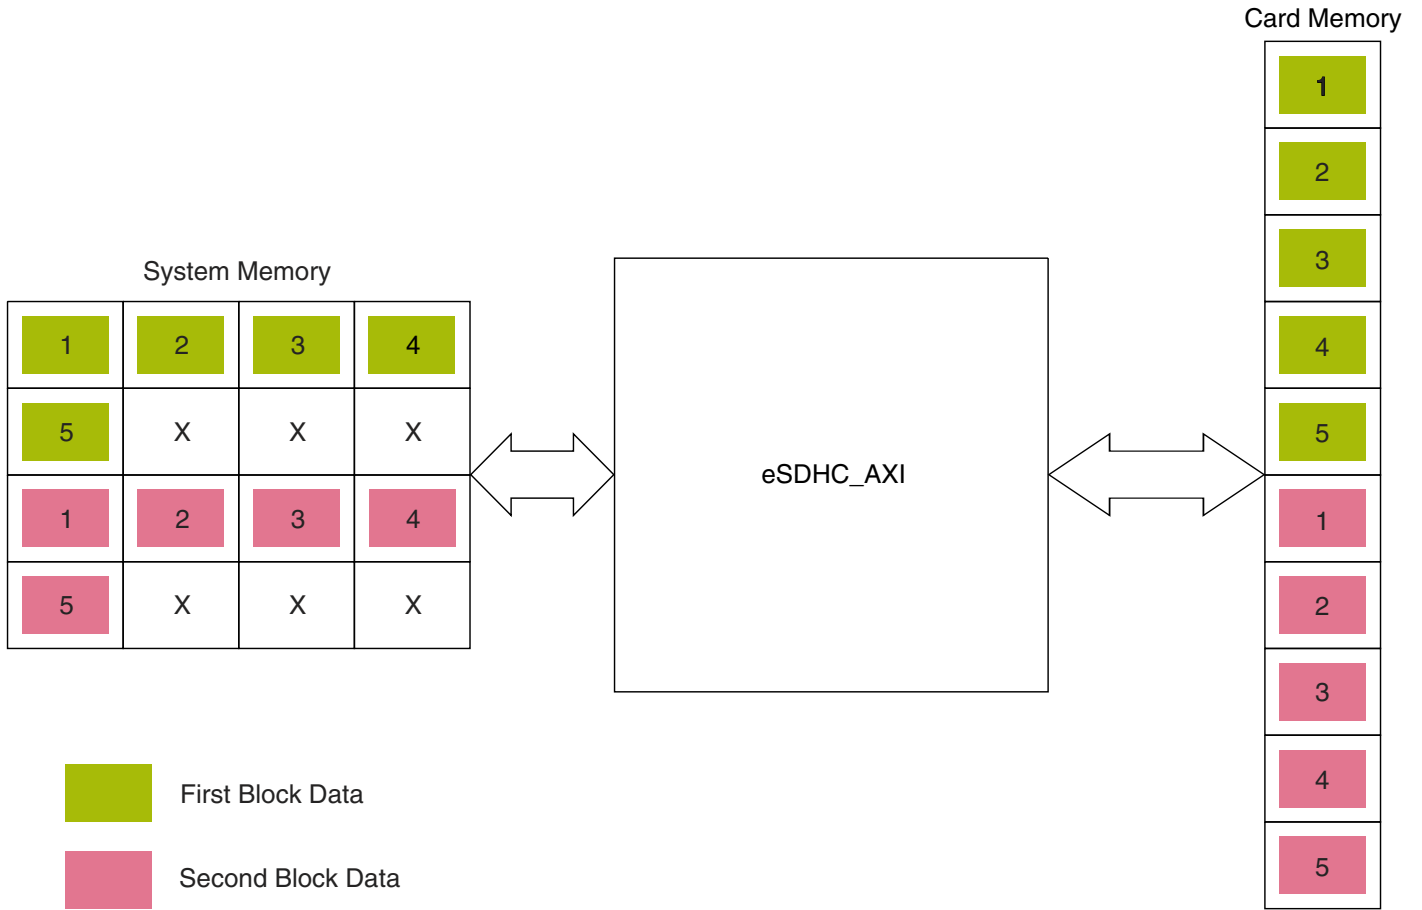 Card Memory
1
2
3
4
5
1
2
3
4
5
System Memory
1 2 3 4
5 X X X
1 2 3 4
5 X X X
eSDHC_AXI
First Block Data
Second Block Data